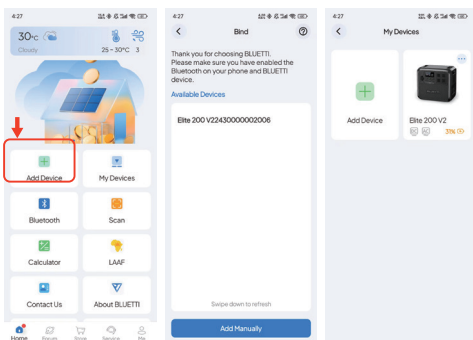 4:27
30°C
Cloudy
25 - 30°C 3
Add Device
My Devices
Bluetooth
Scan
Calculator
LAAF
Contact Us
About BLUETTI
Home
Forum
Store
Service
Me
4:27
Bind
Thank you for choosing BLUETTI.
Please make sure you have enabled the
Bluetooth on your phone and BLUETTI
device.
Available Devices
Elite 200 V22430000002006
Swipe down to refresh
Add Manually
4:27
My Devices
Add Device
Elite 200 V2
31%